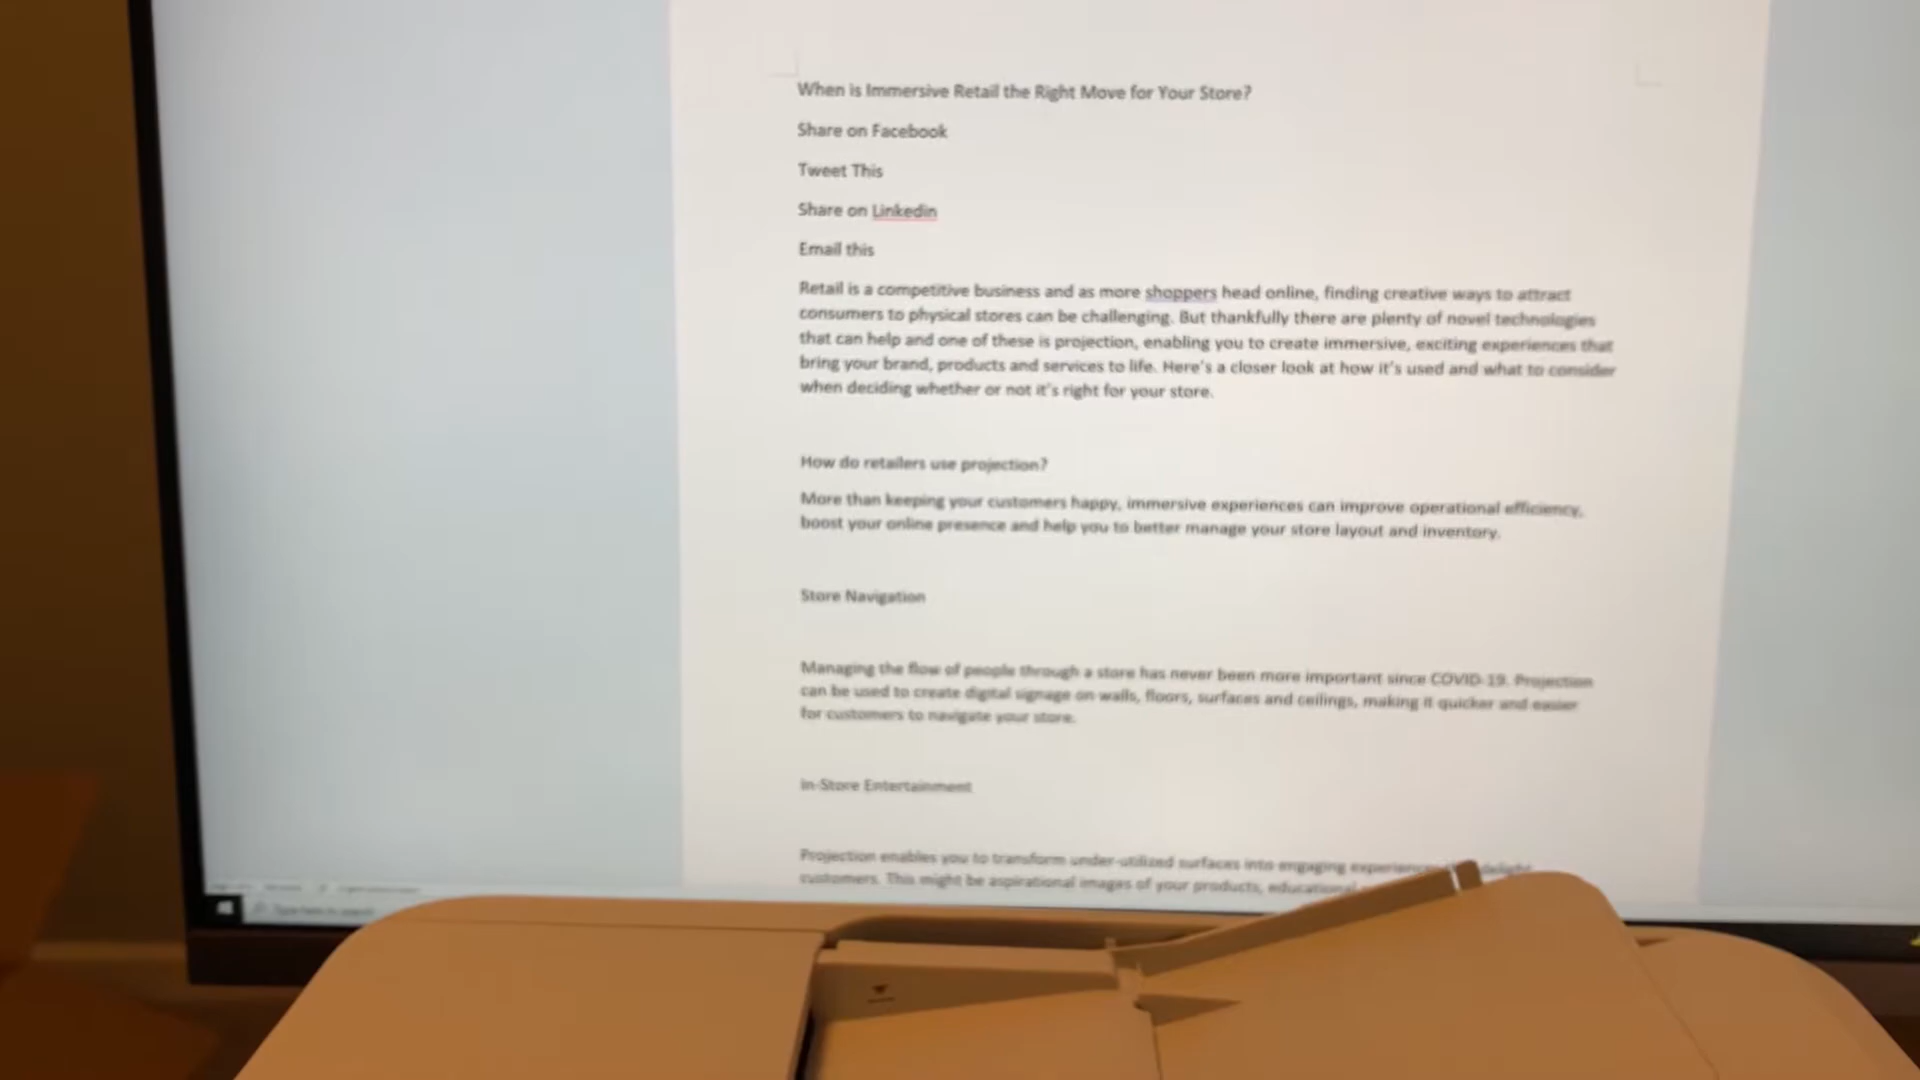 When is Immersive Retail the Right Move for Your Store?
Share on Facebook
Tweet This
Share on Linkedin
Email this
Retail is a competitive business and as more shoppers head online, finding creative ways to attract
consumers to physical stores can be challenging. But thankfully there are plenty of novel technologies
that can help and one of these is projection, enabling you to create immersive, exciting experiences that
bring your brand, products and services to life. Here's a closer look at how it's used and what to consider
when deciding whether or not it's right for your store.
How do retailers use projection?
More than keeping your customers happy, immersive experiences can improve operational efficiency,
boost your online presence and help you to better manage your store layout and inventory.
Store Navigation
Managing the flow of people through a store has never been more important since COVID-19. Projection
can be used to create digital signage on walls, floors, surfaces and ceilings, making it quicker and easier
for customers to navigate your store.
In-Store Entertainment
Projection enables you to transform under-utilized surfaces into engaging delight
customers. This might be aspirational images of your products, educational
Type here to search